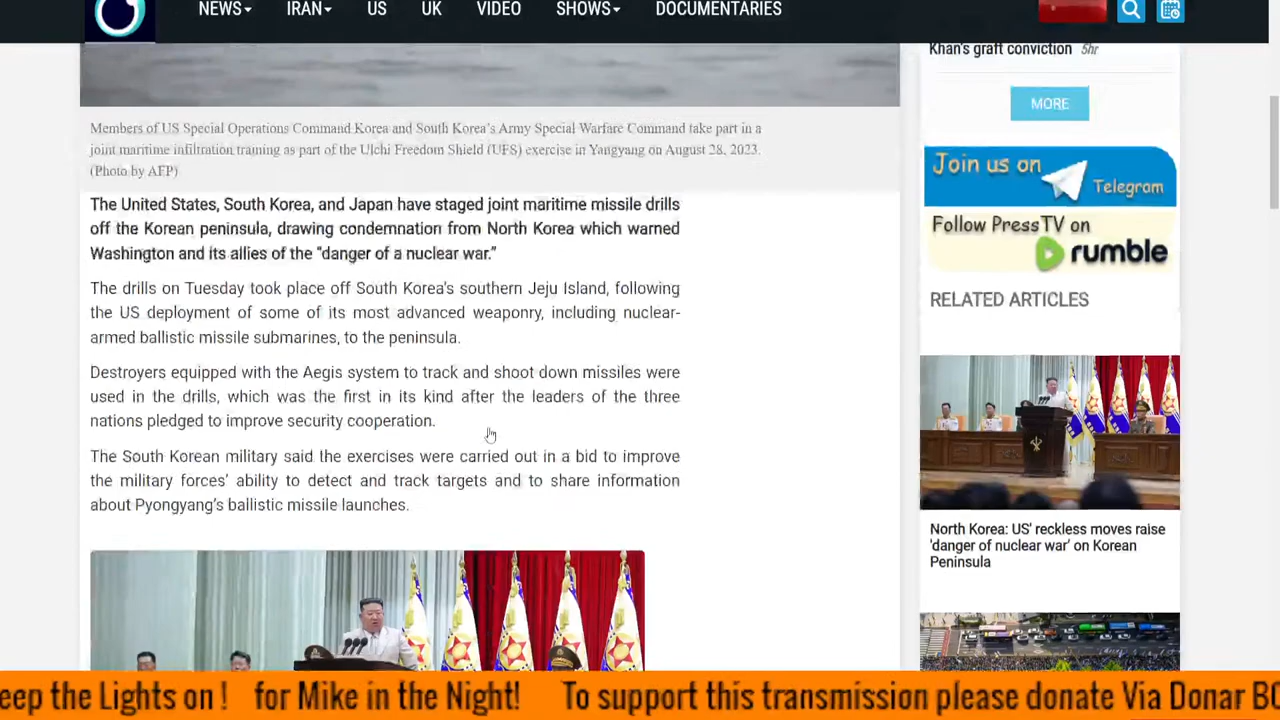 NEWS IRAN US UK VIDEO SHOWS DOCUMENTARIES
Members of US Special Operations Command Korea and South Korea's Army Special Warfare Command take part in a
joint maritime infiltration training as part of the Ulchi Freedom Shield (UFS) exercise in Yangyang on August 28, 2023.
(Photo by AFP)
The United States, South Korea, and Japan have staged joint maritime missile drills
off the Korean peninsula, drawing condemnation from North Korea which warned
Washington and its allies of the “danger of a nuclear war.”
The drills on Tuesday took place off South Korea's southern Jeju Island, following
the US deployment of some of its most advanced weaponry, including nuclear-
armed ballistic missile submarines, to the peninsula.
Destroyers equipped with the Aegis system to track and shoot down missiles were
used in the drills, which was the first in its kind after the leaders of the three
nations pledged to improve security cooperation.
The South Korean military said the exercises were carried out in a bid to improve
the military forces’ ability to detect and track targets and to share information
about Pyongyang’s ballistic missile launches.
Khan's graft conviction 5hr
MORE
Join us on
Telegram
Follow PressTV on
rumble
RELATED ARTICLES
North Korea: US' reckless moves raise
'danger of nuclear war' on Korean
Peninsula
eep the Lights on ! for Mike in the Night! To support this transmission please donate Via Donar BC